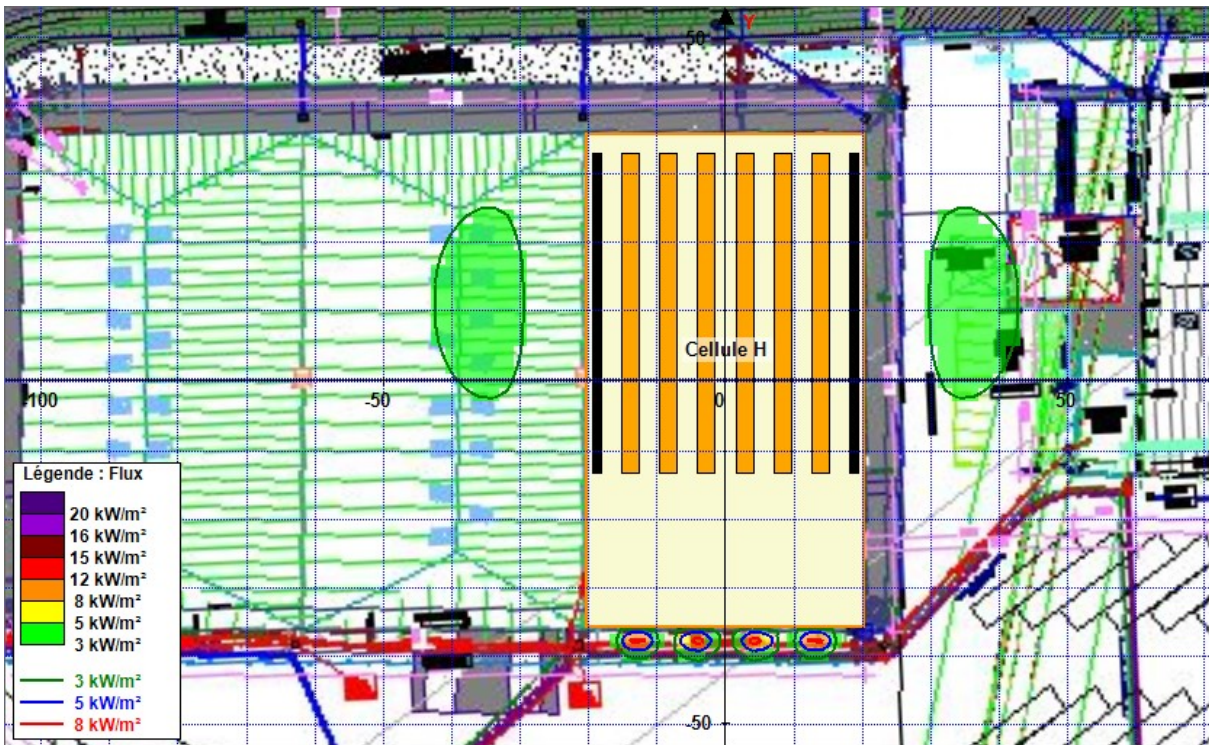 Y
50
Cellule H
-100
-50
0
50
Légende : Flux
20 kW/m²
16 kW/m²
15 kW/m²
12 kW/m²
8 kW/m²
5 kW/m²
3 kW/m²
3 kW/m²
5 kW/m²
8 kW/m²
-50